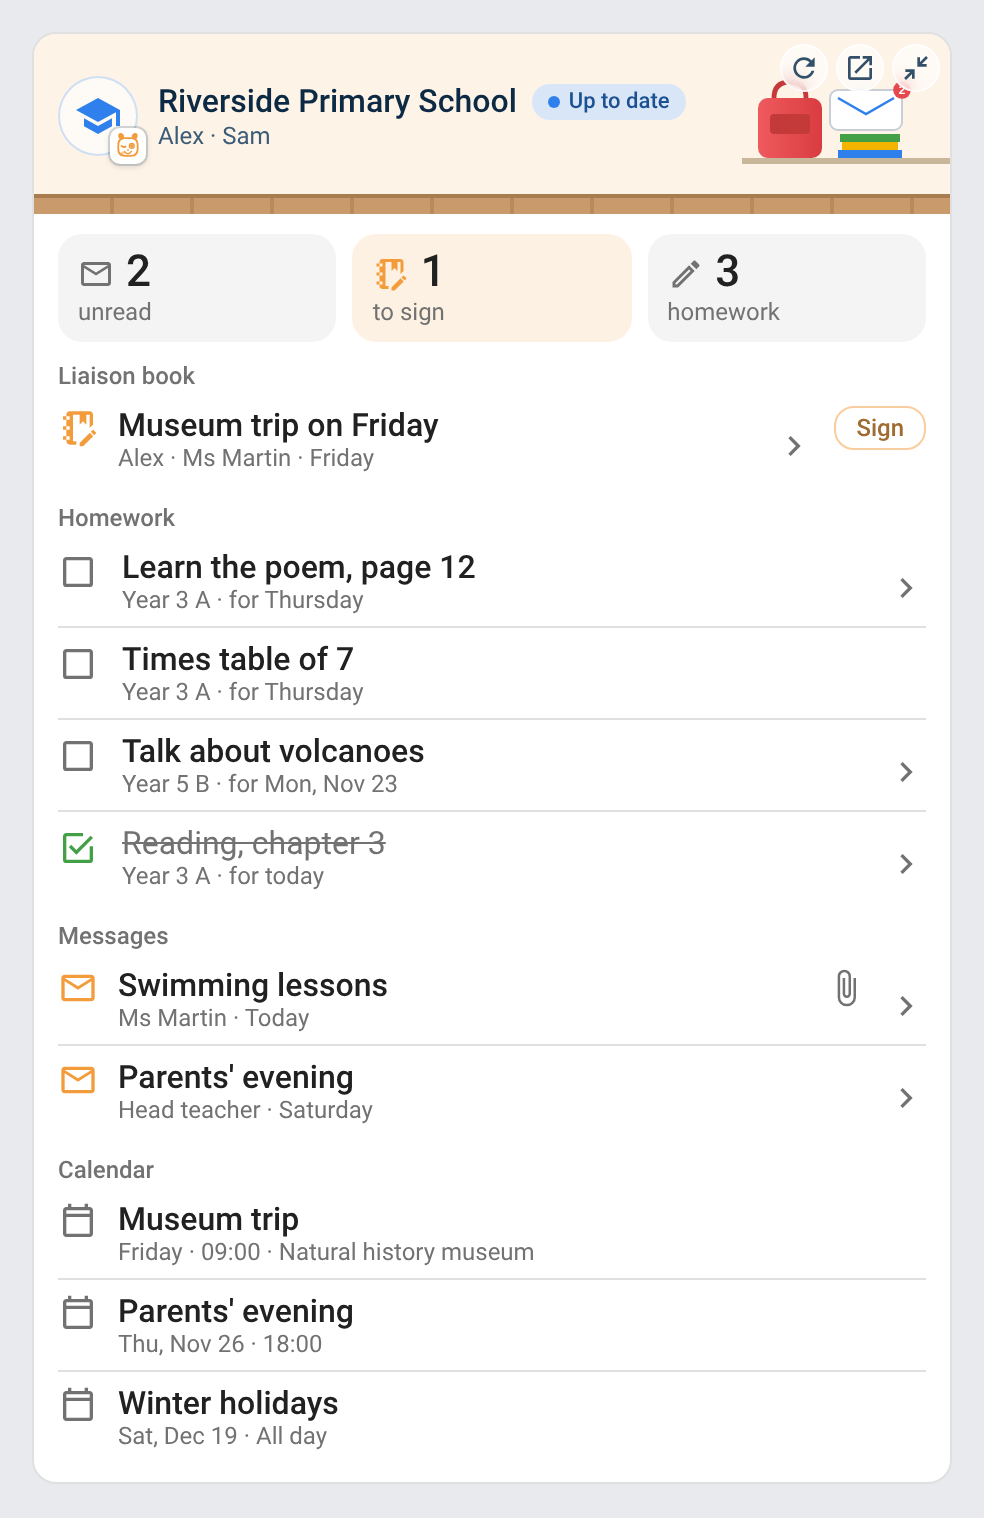 Riverside Primary School
Up to date
Alex · Sam
2
2
unread
1
to sign
3
homework
Liaison book
Museum trip on Friday
Alex · Ms Martin · Friday
Sign
Homework
Learn the poem, page 12
Year 3 A · for Thursday
Times table of 7
Year 3 A · for Thursday
Talk about volcanoes
Year 5 B · for Mon, Nov 23
Reading, chapter 3
Year 3 A · for today
Messages
Swimming lessons
Ms Martin · Today
Parents' evening
Head teacher · Saturday
Calendar
Museum trip
Friday · 09:00 · Natural history museum
Parents' evening
Thu, Nov 26 · 18:00
Winter holidays
Sat, Dec 19 · All day